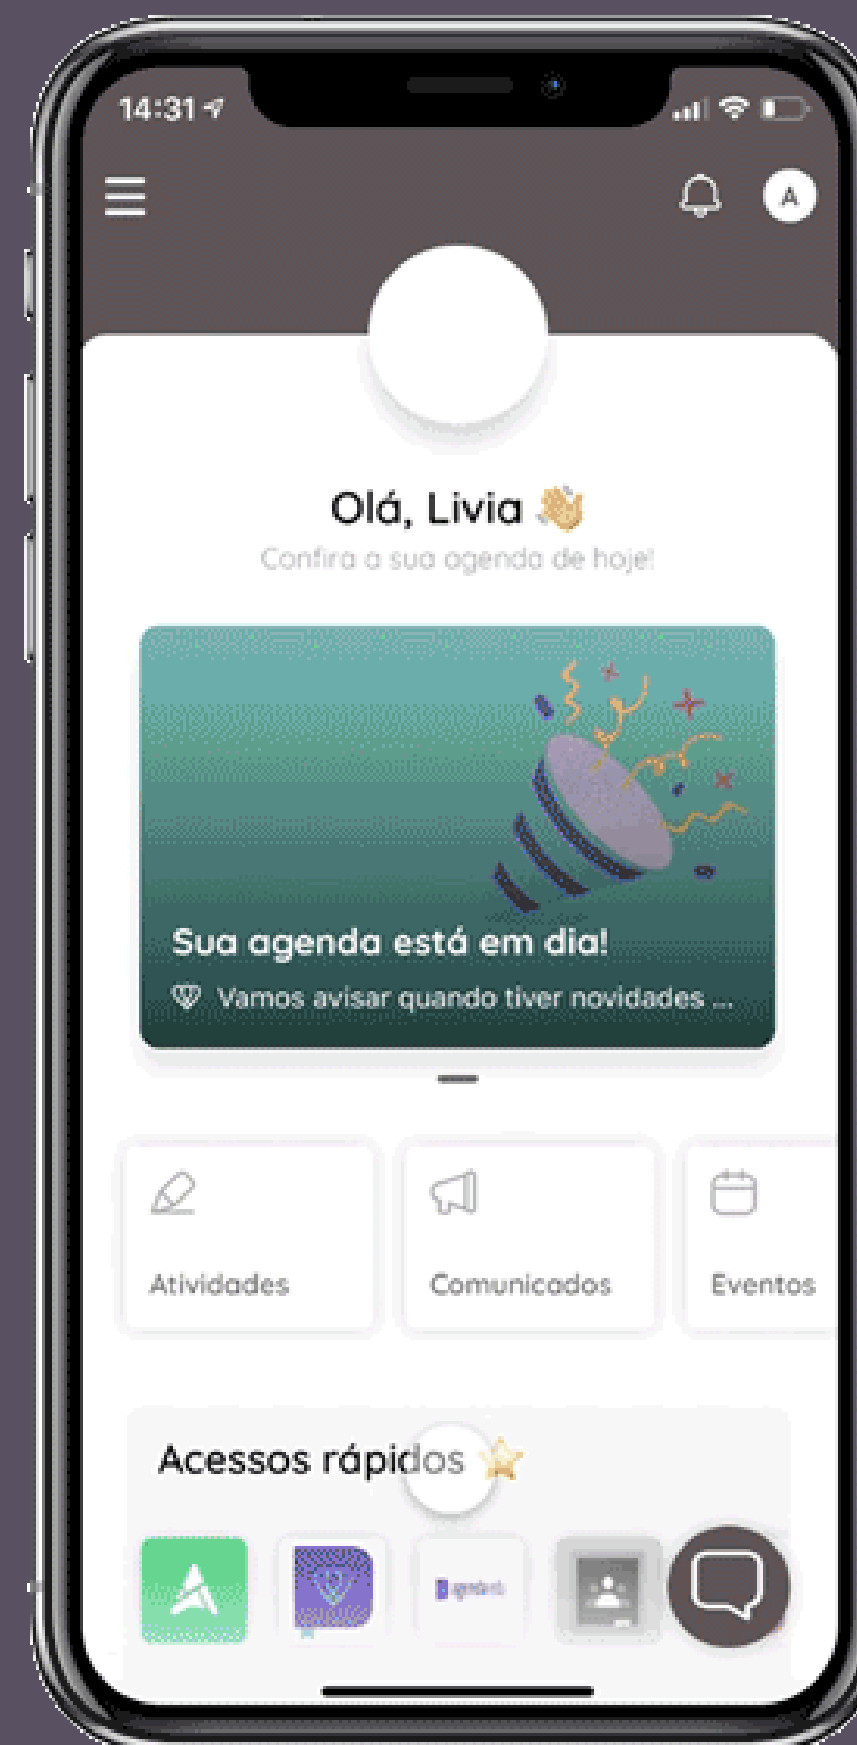 14:31
A
Olá, Livia
Confira a sua agenda de hoje!
Sua agenda está em dia!
Vamos avisar quando tiver novidades ...
Atividades
Comunicados
Eventos
Acessos rápidos